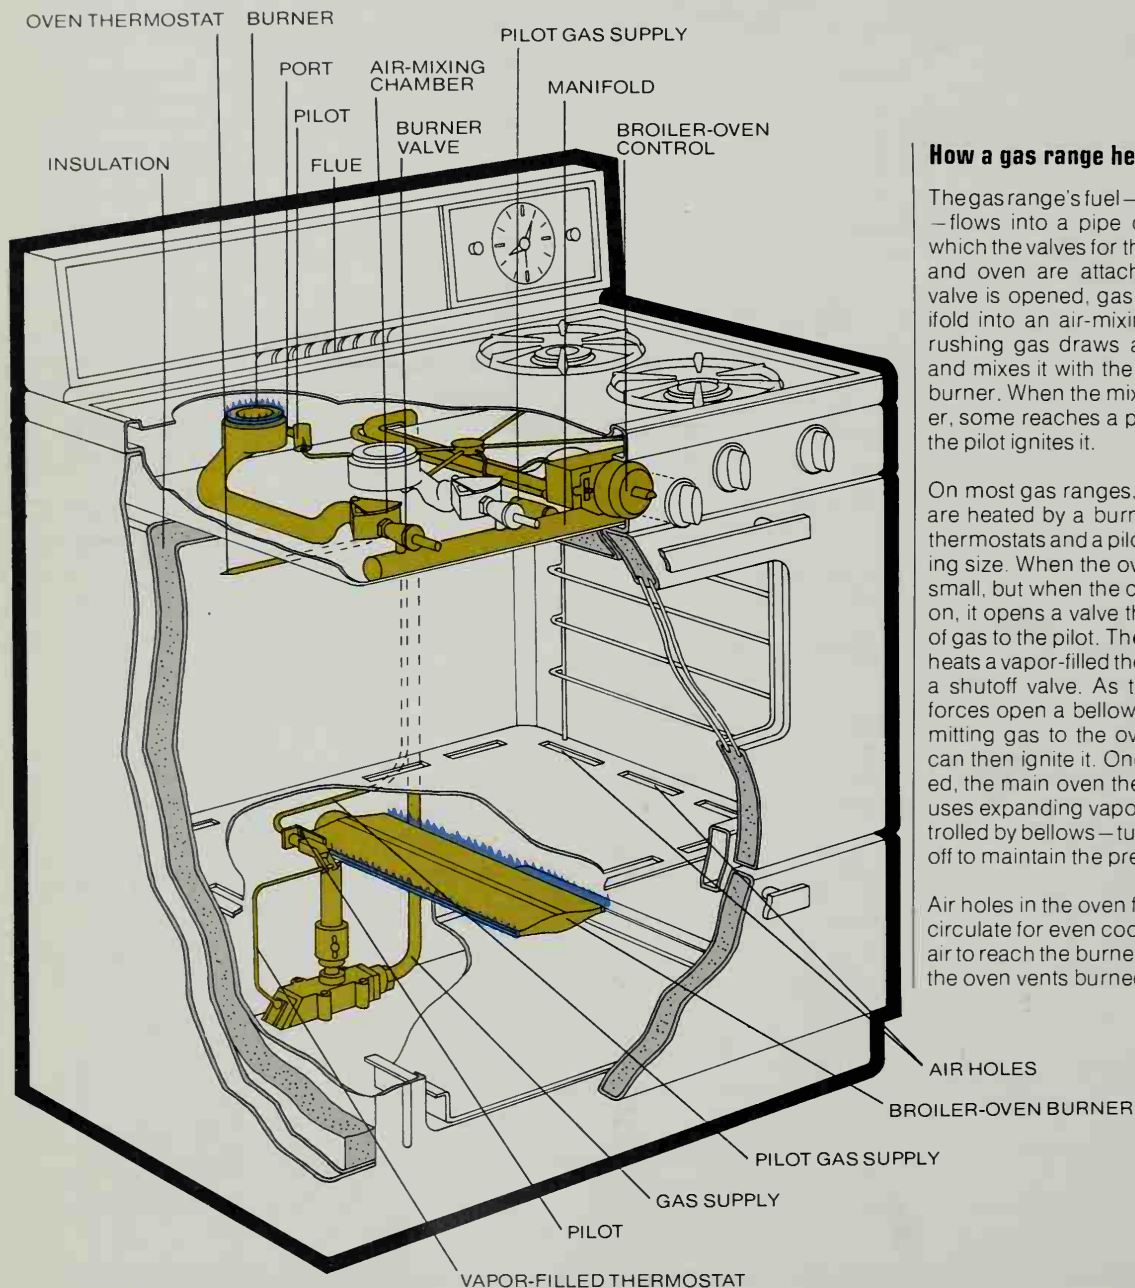 OVEN THERMOSTAT
BURNER
PILOT GAS SUPPLY
PORT
AIR-MIXING
CHAMBER
MANIFOLD
PILOT
BURNER
VALVE
BROILER-OVEN
CONTROL
INSULATION
FLUE
How a gas range he
The gas range's fuel—
—flows into a pipe
which the valves for th
and oven are attach
valve is opened, gas
ifold into an air-mixin
rushing gas draws a
and mixes it with the
burner. When the mix
er, some reaches a p
the pilot ignites it.
On most gas ranges,
are heated by a burn
thermostats and a pilo
ing size. When the ov
small, but when the o
on, it opens a valve th
of gas to the pilot. The
heats a vapor-filled the
a shutoff valve. As t
forces open a bellow
mitting gas to the ov
can then ignite it. On
ed, the main oven the
uses expanding vapo
trolled by bellows—tu
off to maintain the pre
Air holes in the oven f
circulate for even coo
air to reach the burne
the oven vents burne
AIR HOLES
BROILER-OVEN BURNER
PILOT GAS SUPPLY
GAS SUPPLY
PILOT
VAPOR-FILLED THERMOSTAT